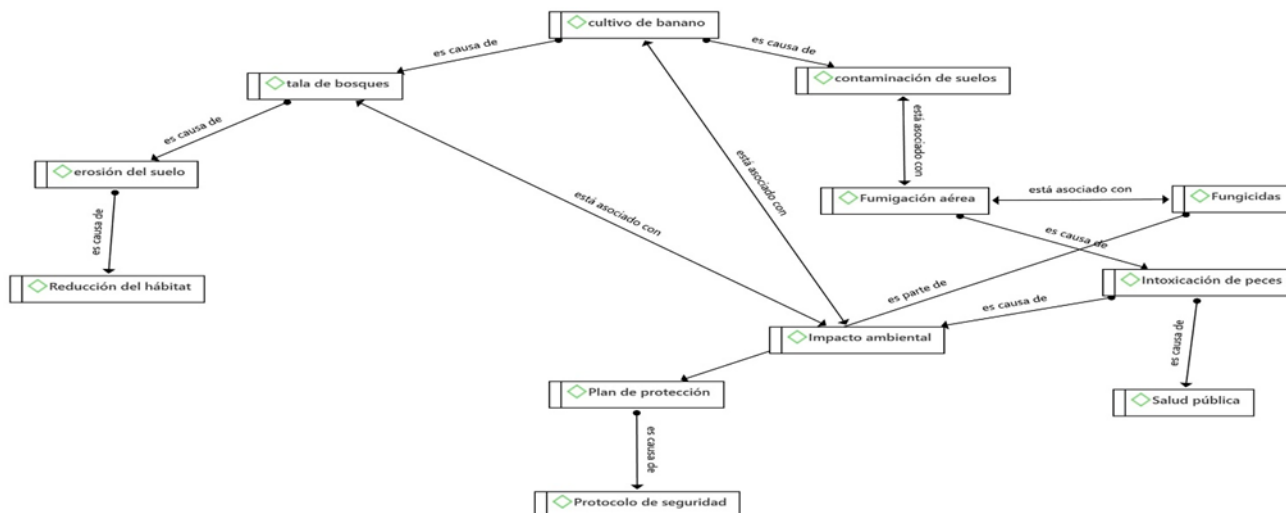 cultivo de banano
es causa de
es causa de
tala de bosques
contaminación de suelos
es causa de
está asociado con
está asociado con
erosión del suelo
Fumigación aérea
está asociado con
Fungicidas
está asociado con
es causa de
es causa de
Reducción del hábitat
Intoxicación de peces
es parte de
es causa de
Impacto ambiental
es causa de
Plan de protección
Salud pública
es causa de
Protocolo de seguridad